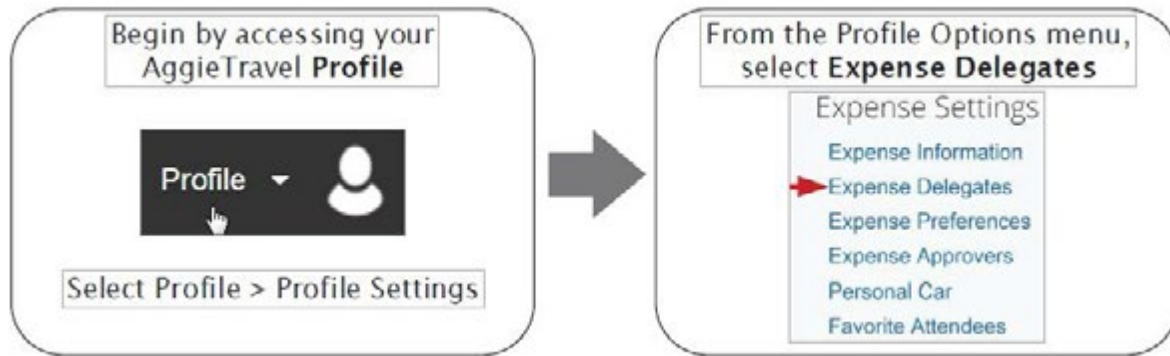 Begin by accessing your
AggieTravel Profile
Profile
Select Profile > Profile Settings
From the Profile Options menu,
select Expense Delegates
Expense Settings
Expense Information
Expense Delegates
Expense Preferences
Expense Approvers
Personal Car
Favorite Attendees